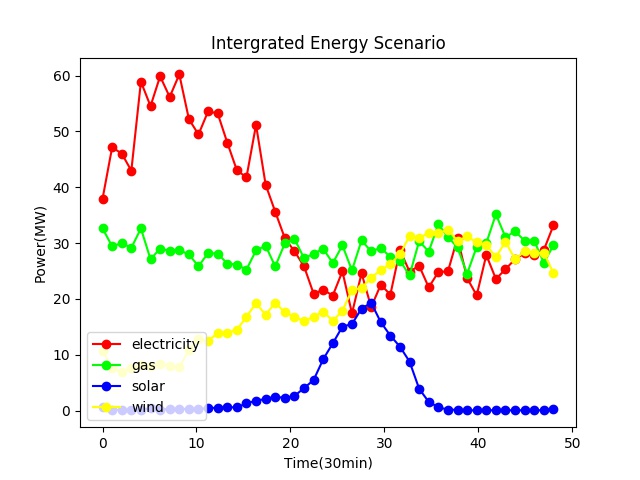 Intergrated Energy Scenario
Power(MW)
60
50
40
30
20
10
0
electricity
gas
solar
wind
0 10 20 30 40 50
Time(30min)